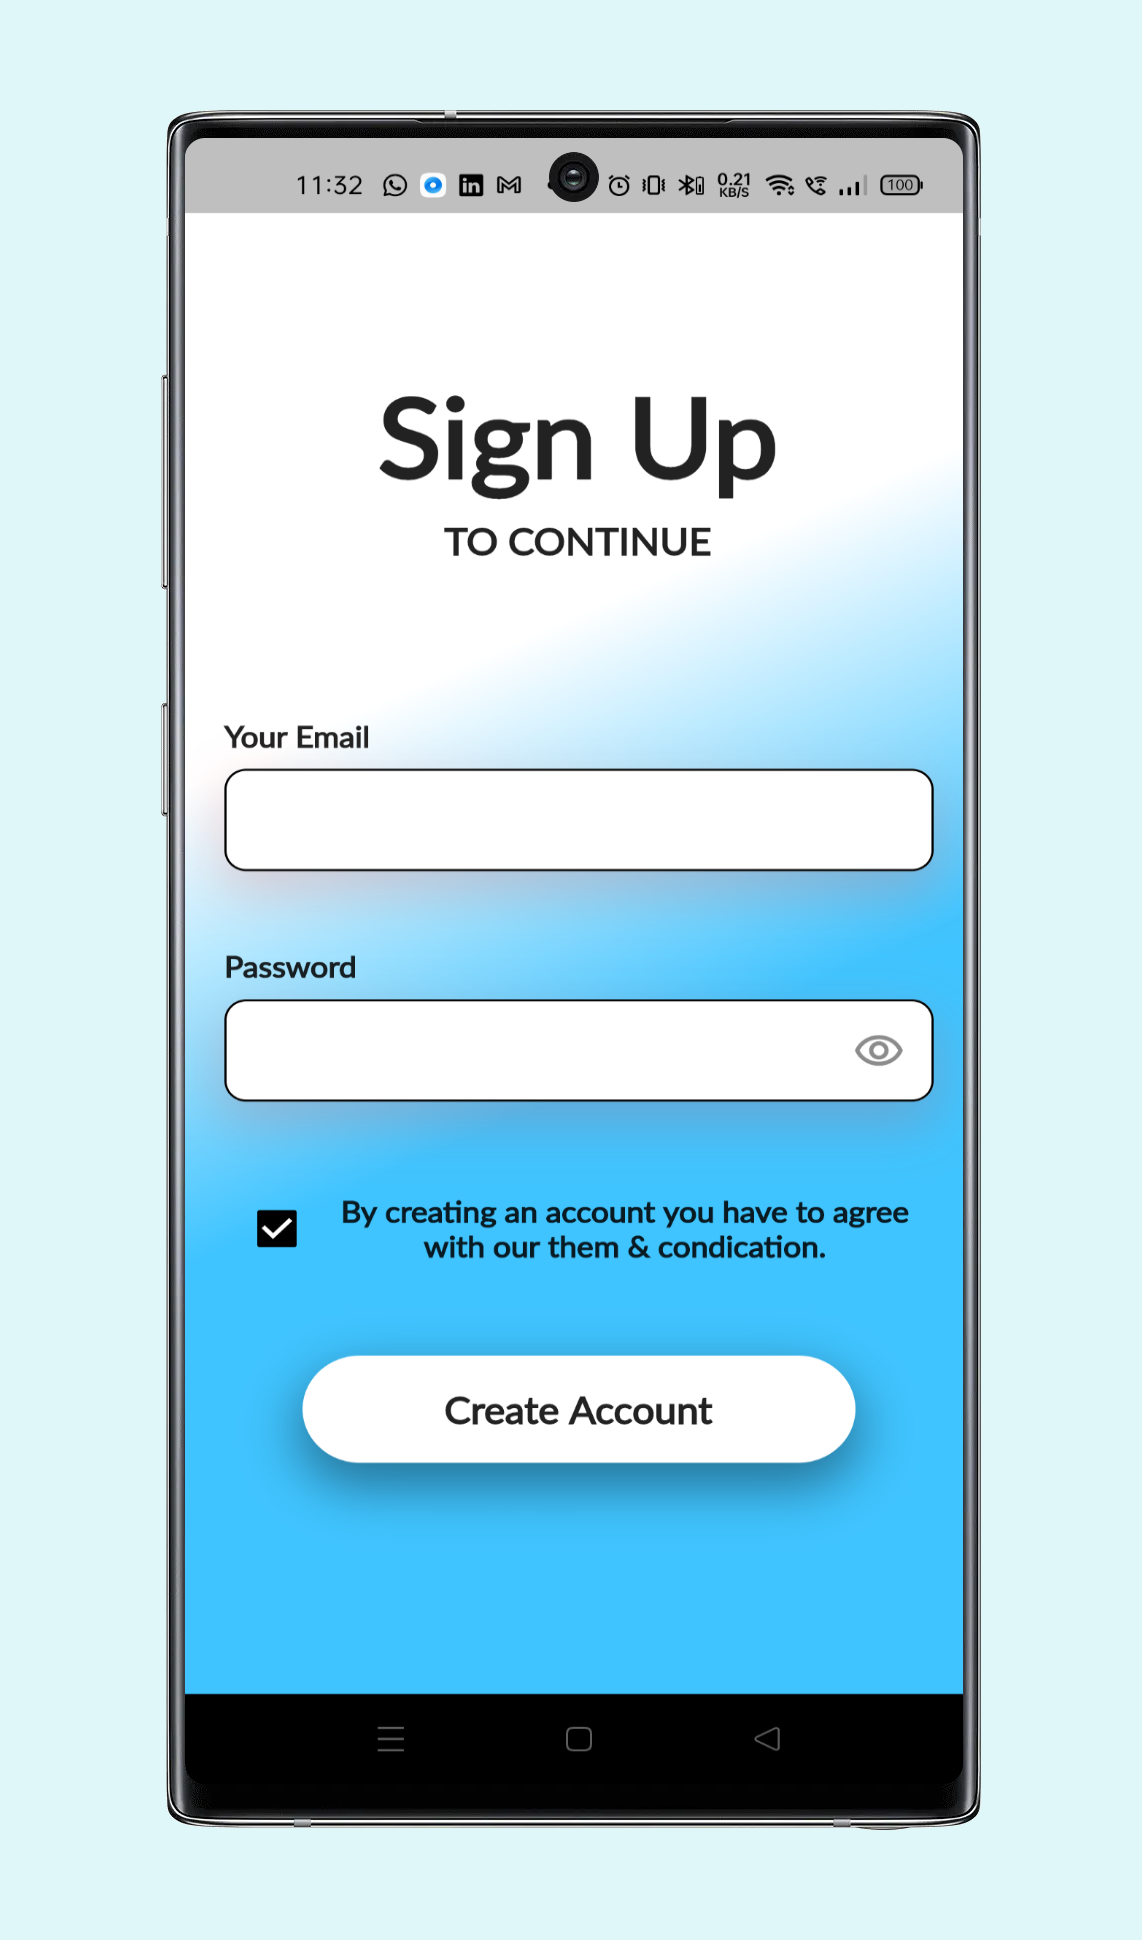 11:32 0.21 KB/S 100
Sign Up
TO CONTINUE
Your Email
Password
By creating an account you have to agree
with our them & condication.
Create Account